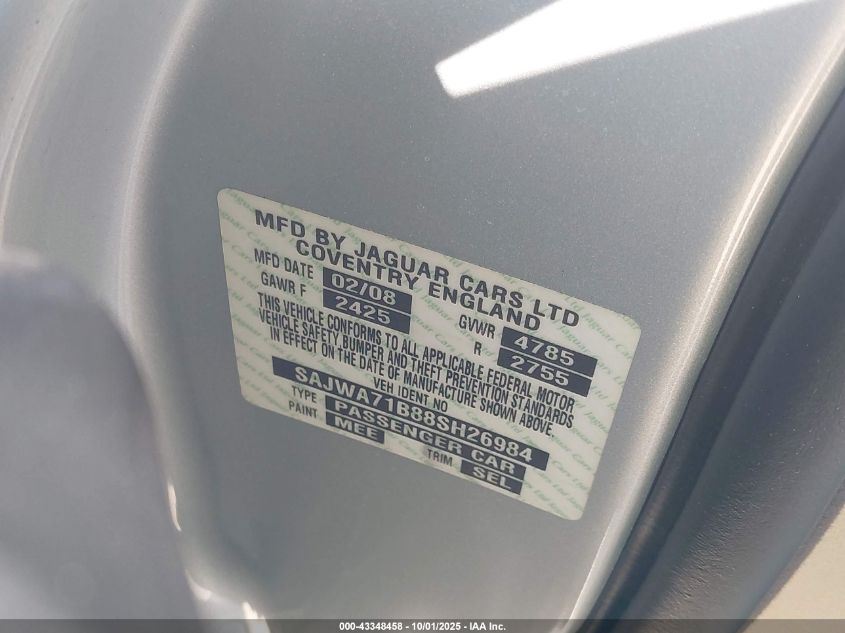 MFD BY JAGUAR CARS LTD
COVENTRY ENGLAND
MFD DATE 02/08 GVWR 4785
GAWR F 2425 R 2755
THIS VEHICLE CONFORMS TO ALL APPLICABLE FEDERAL MOTOR
VEHICLE SAFETY, BUMPER AND THEFT PREVENTION STANDARDS
IN EFFECT ON THE DATE OF MANUFACTURE SHOWN ABOVE.
VEH IDENT NO
SAJWA71B88SH26984
TYPE PASSENGER CAR
PAINT MEE TRIM SEL
000-43348458 - 10/01/2025 - IAA Inc.